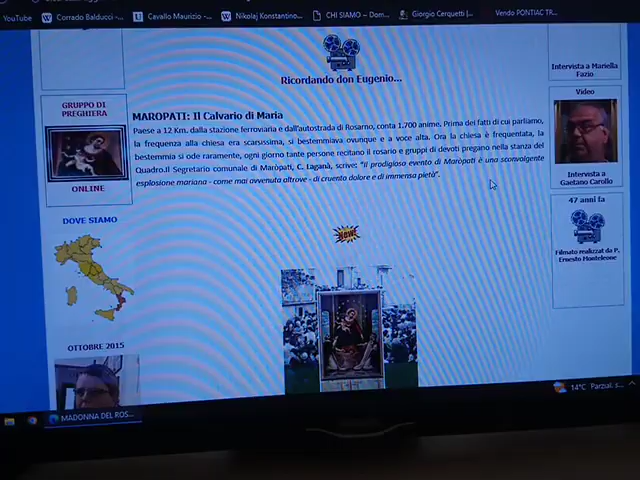 YouTube
Corrado Balducci -...
Cavallo Maurizio -...
Nikolaj Konstantino...
CHI SIAMO – Dom...
Giorgio Cerquetti |...
Vendo PONTIAC TR...
Ricordando don Eugenio...
GRUPPO DI
PREGHIERA
ONLINE
DOVE SIAMO
OTTOBRE 2015
MAROPATI: Il Calvario di Maria
Paese a 12 Km. dalla stazione ferroviaria e dall'autostrada di Rosarno, conta 1.700 anime. Prima dei fatti di cui parliamo,
la frequenza alla chiesa era scarsissima, si bestemmiava ovunque e a voce alta. Ora la chiesa è frequentata, la
bestemmia si ode raramente, ogni giorno tante persone recitano il rosario e gruppi di devoti pregano nella stanza del
Quadro.Il Segretario comunale di Maròpati, C. Laganà, scrive: "Il prodigioso evento di Maròpati è una sconvolgente
esplosione mariana - come mai avvenuta altrove - di cruento dolore e di immensa pietà".
NEW!
Intervista a Mariella
Fazio
Video
Intervista a
Gaetano Carollo
47 anni fa
Filmato realizzato da P.
Ernesto Monteleone
MADONNA DEL ROS...
14°C Parzial. s...